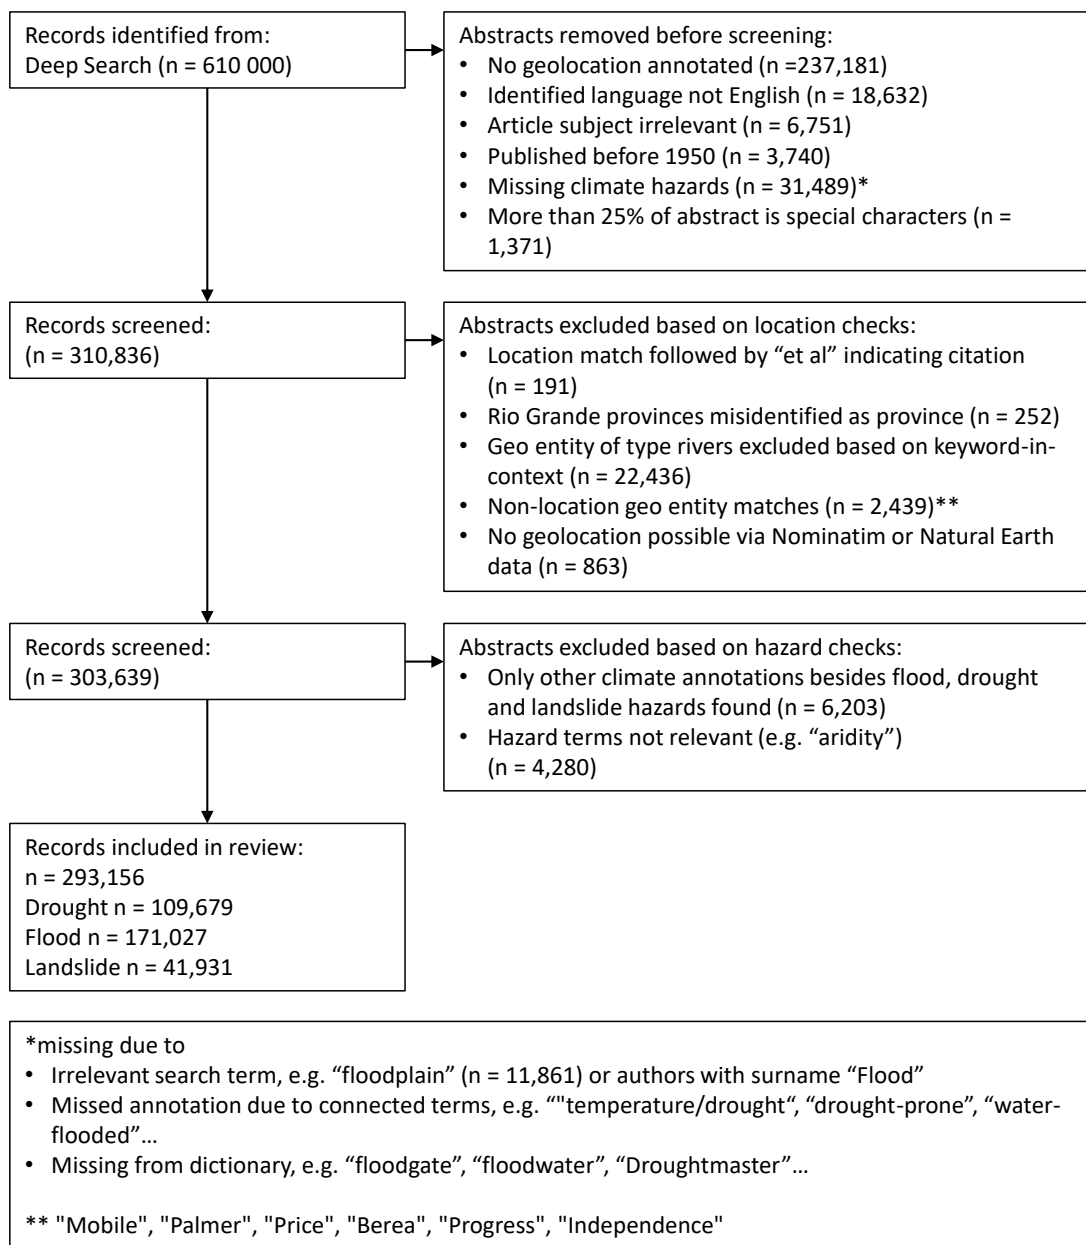 Records identified from:
Deep Search (n = 610 000)
Abstracts removed before screening:
• No geolocation annotated (n =237,181)
• Identified language not English (n = 18,632)
• Article subject irrelevant (n = 6,751)
• Published before 1950 (n = 3,740)
• Missing climate hazards (n = 31,489)*
• More than 25% of abstract is special characters (n =
1,371)
Records screened:
(n = 310,836)
Abstracts excluded based on location checks:
• Location match followed by “et al” indicating citation
(n = 191)
• Rio Grande provinces misidentified as province (n = 252)
• Geo entity of type rivers excluded based on keyword-in-
context (n = 22,436)
• Non-location geo entity matches (n = 2,439)**
• No geolocation possible via Nominatim or Natural Earth
data (n = 863)
Records screened:
(n = 303,639)
Abstracts excluded based on hazard checks:
• Only other climate annotations besides flood, drought
and landslide hazards found (n = 6,203)
• Hazard terms not relevant (e.g. “aridity”)
(n = 4,280)
Records included in review:
n = 293,156
Drought n = 109,679
Flood n = 171,027
Landslide n = 41,931
*missing due to
• Irrelevant search term, e.g. “floodplain” (n = 11,861) or authors with surname “Flood”
• Missed annotation due to connected terms, e.g. “"temperature/drought“, “drought-prone”, “water-
flooded”…
• Missing from dictionary, e.g. “floodgate”, “floodwater”, “Droughtmaster”…
** "Mobile", "Palmer", "Price", "Berea", "Progress", "Independence"